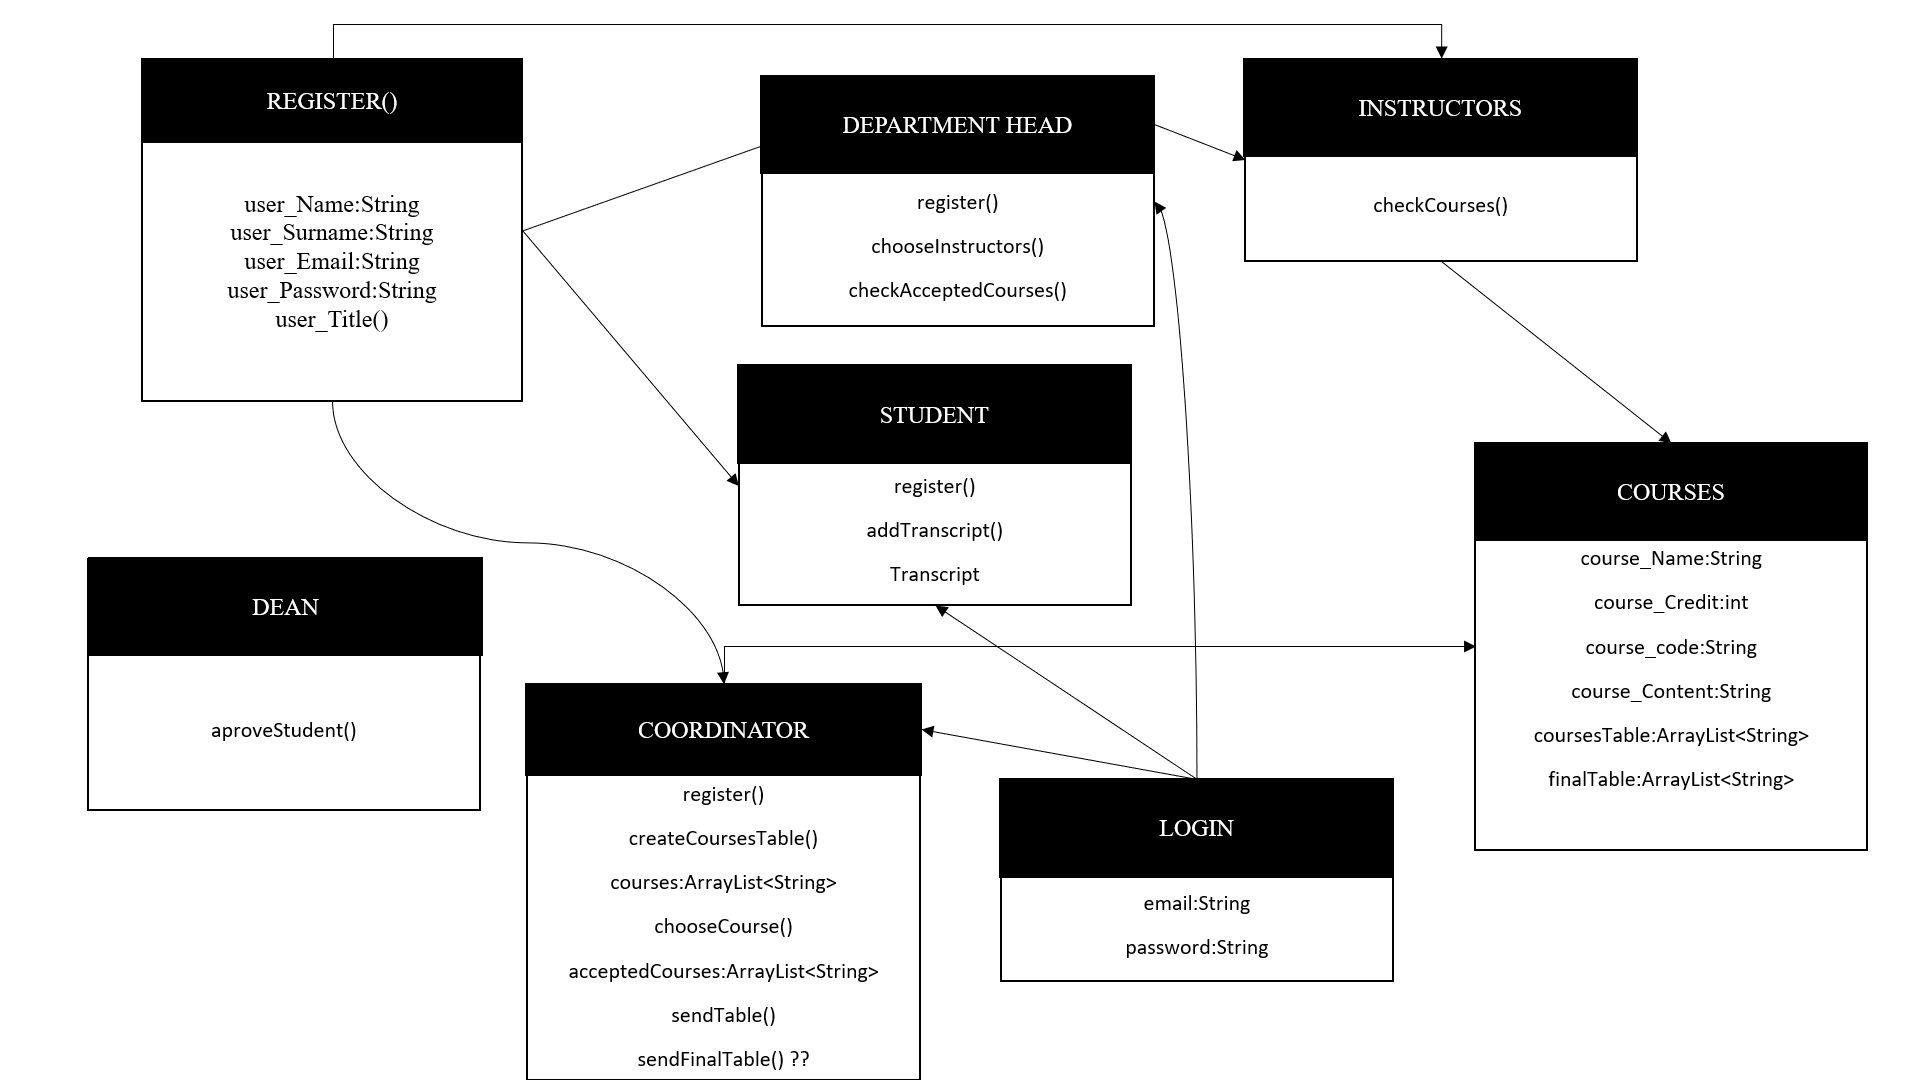 REGISTER()
user_Name:String
user_Surname:String
user_Email:String
user_Password:String
user_Title()
DEPARTMENT HEAD
register()
chooseInstructors()
checkAcceptedCourses()
INSTRUCTORS
checkCourses()
STUDENT
register()
addTranscript()
Transcript
COURSES
course_Name:String
course_Credit:int
course_code:String
course_Content:String
coursesTable:ArrayList<String>
finalTable:ArrayList<String>
DEAN
aproveStudent()
COORDINATOR
register()
createCoursesTable()
courses:ArrayList<String>
chooseCourse()
acceptedCourses:ArrayList<String>
sendTable()
sendFinalTable() ??
LOGIN
email:String
password:String